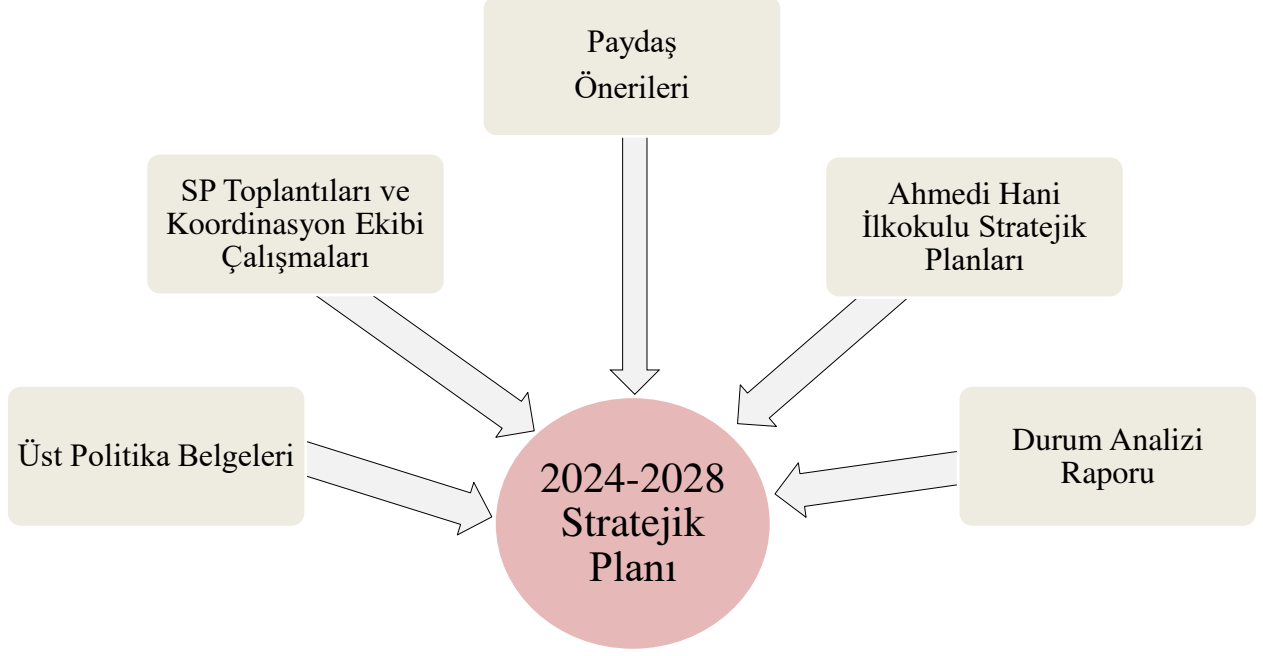 Paydaş
Önerileri
SP Toplantıları ve
Koordinasyon Ekibi
Çalışmaları
Ahmedi Hani
İlkokulu Stratejik
Planları
Üst Politika Belgeleri
Durum Analizi
Raporu
2024-2028
Stratejik
Planı